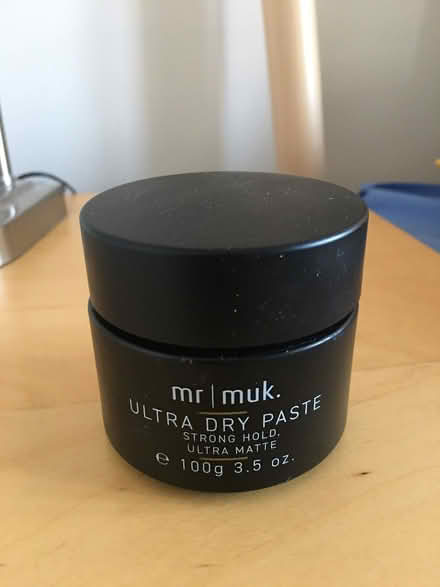 mr | muk.
ULTRA DRY PASTE
STRONG HOLD.
ULTRA MATTE
℮ 100g 3.5 oz.